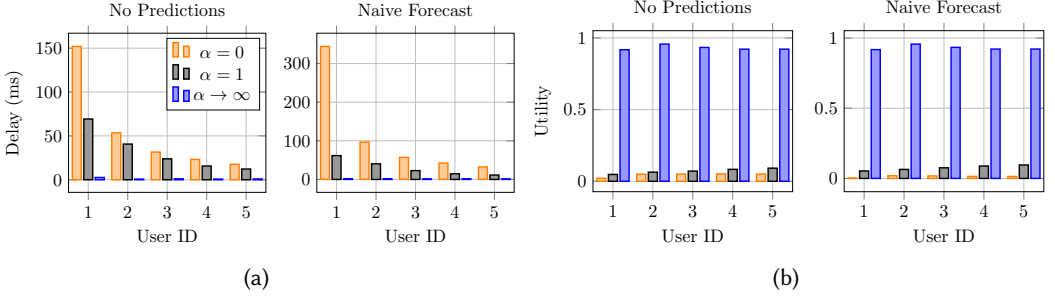 No Predictions
Delay (ms)
150
100
50
0
α = 0
α = 1
α → ∞
1 2 3 4 5
User ID
Naive Forecast
300
200
100
0
1 2 3 4 5
User ID
(a)
No Predictions
Utility
1
0.5
0
1 2 3 4 5
User ID
Naive Forecast
1
0.5
0
1 2 3 4 5
User ID
(b)